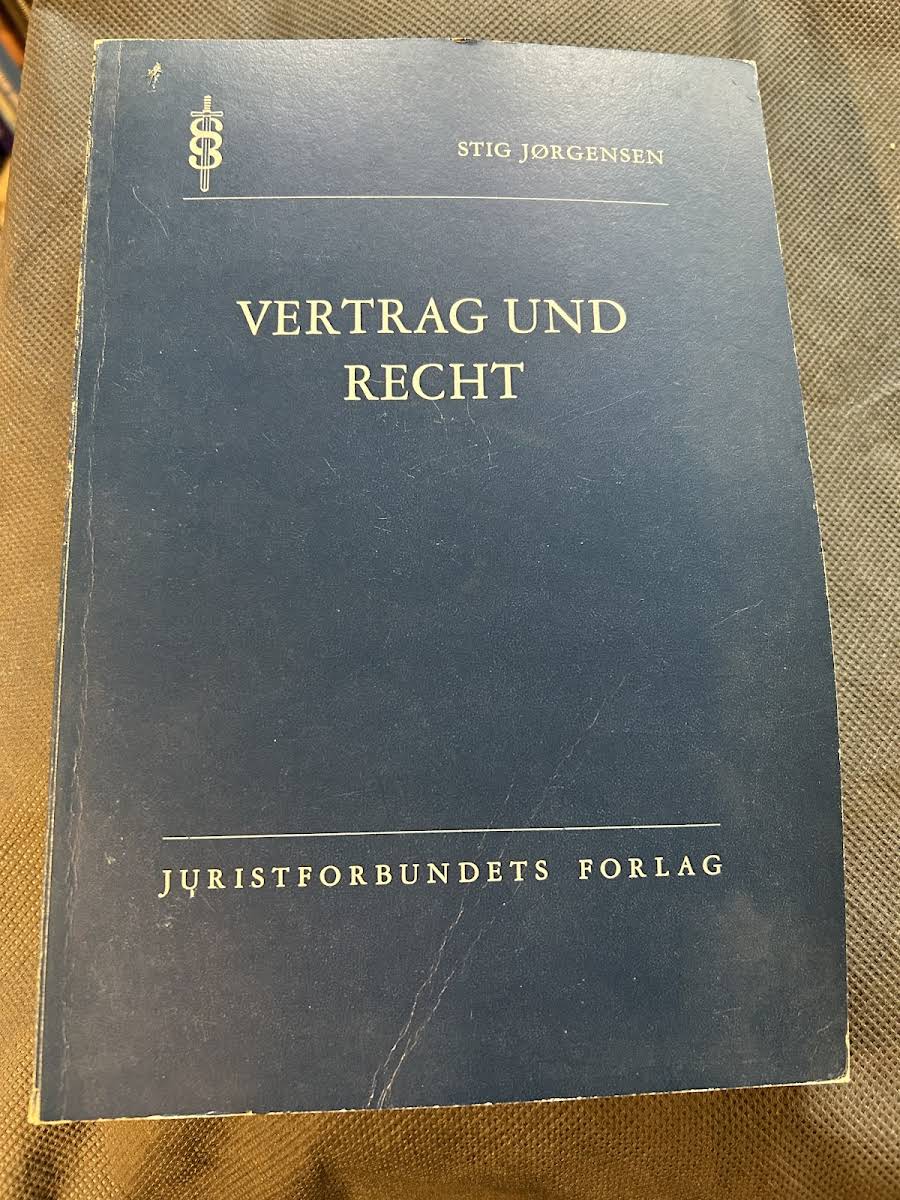 STIG JØRGENSEN
VERTRAG UND
RECHT
JURISTFORBUNDETS FORLAG